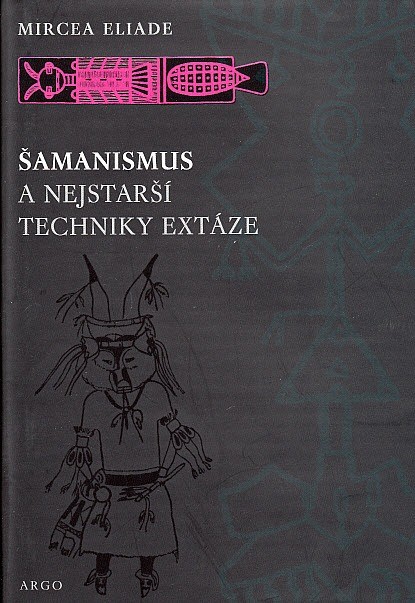 MIRCEA ELIADE
ŠAMANISMUS
A NEJSTARŠÍ
TECHNIKY EXTÁZE
ARGO